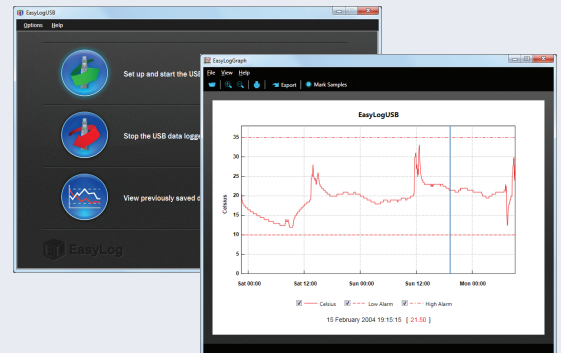 EasyLogUSB
Options Help
Set up and start the USB
Stop the USB data logge
View previously saved d
EasyLog
EasyLogGraph
File View Help
Export Mark Samples
EasyLogUSB
Celsius
35
30
25
20
15
10
5
0
Sat 00:00 Sat 12:00 Sun 00:00 Sun 12:00 Mon 00:00
Celsius Low Alarm High Alarm
15 February 2004 19:15:15 [ 21.50 ]